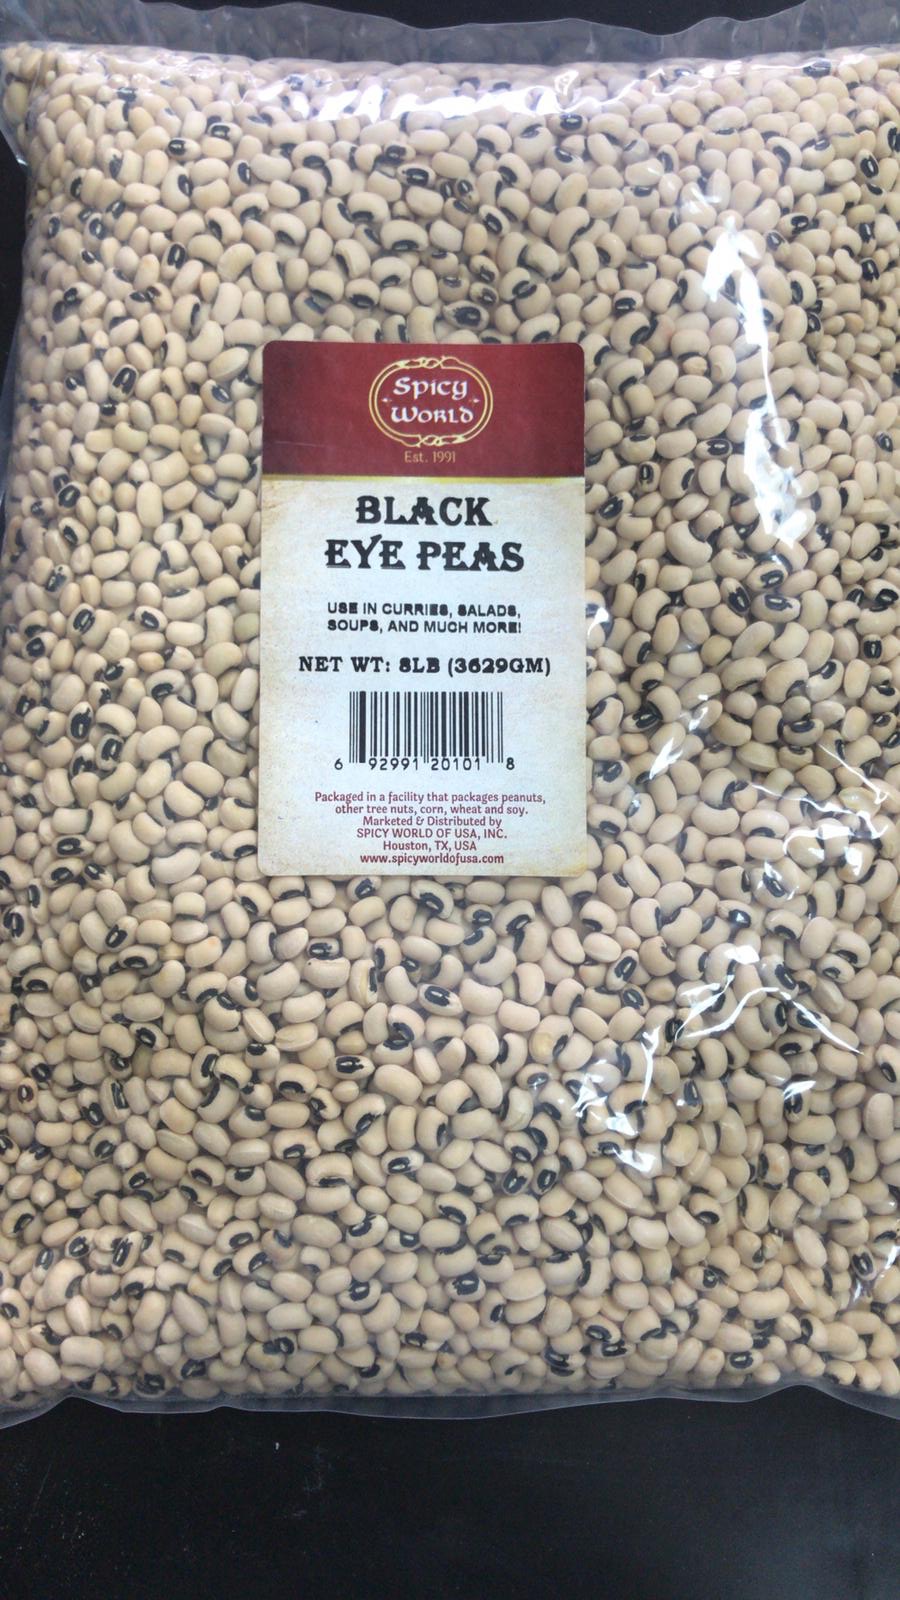 Spicy
World
Est. 1991
BLACK
EYE PEAS
USE IN CURRIES, SALADS,
SOUPS, AND MUCH MORE!
NET WT: 8LB (3629GM)
6 92991 20101 8
Packaged in a facility that packages peanuts,
other tree nuts, corn, wheat and soy.
Marketed & Distributed by
SPICY WORLD OF USA, INC.
Houston, TX, USA
www.spicyworldofusa.com